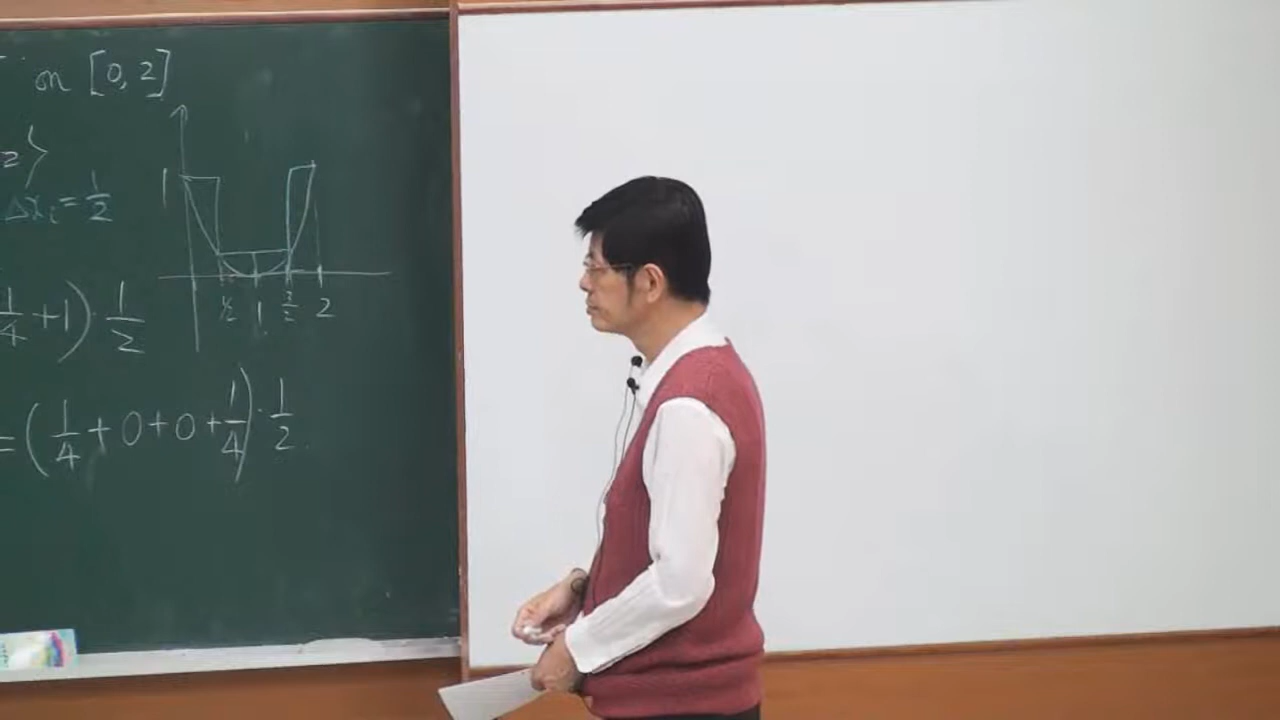 on [0, 2]
2}
Δx_i = 1/2
1
1/4 + 1) · 1/2
1/2 1 3/2 2
= (1/4 + 0 + 0 + 1/4) · 1/2